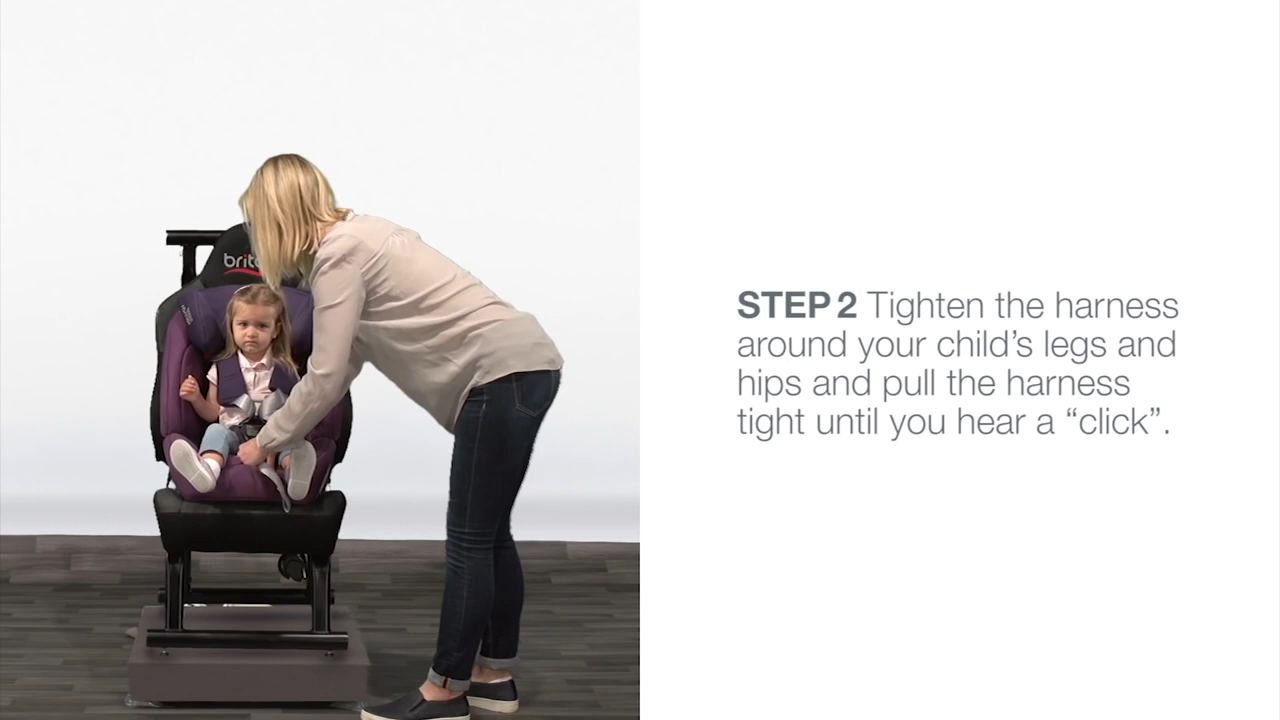 brita
STEP 2 Tighten the harness
around your child’s legs and
hips and pull the harness
tight until you hear a “click”.